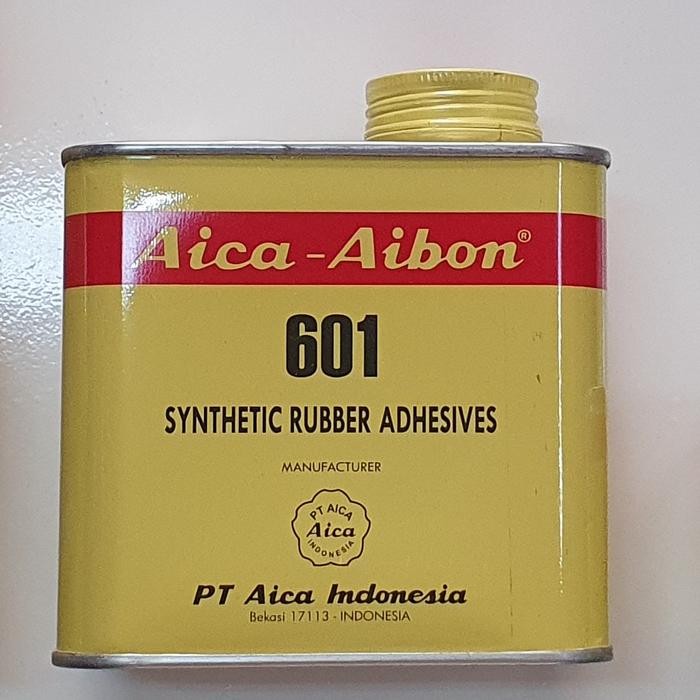 Aica-Aibon®
601
SYNTHETIC RUBBER ADHESIVES
MANUFACTURER
PT AICA
Aica
INDONESIA
PT Aica Indonesia
Bekasi 17113 - INDONESIA